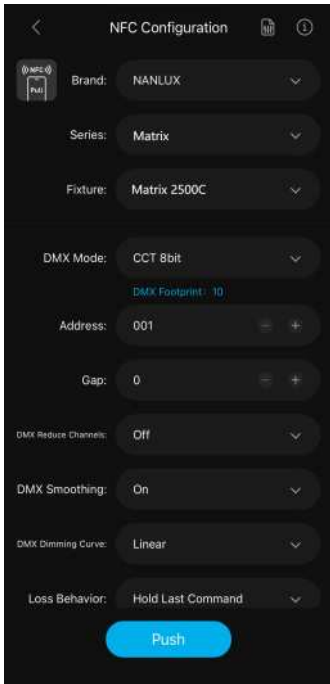 NFC Configuration
((•NFC•))
Pull
Brand: NANLUX
Series: Matrix
Fixture: Matrix 2500C
DMX Mode: CCT 8bit
DMX Footprint: 10
Address: 001 - +
Gap: 0 - +
DMX Reduce Channels: Off
DMX Smoothing: On
DMX Dimming Curve: Linear
Loss Behavior: Hold Last Command
Push